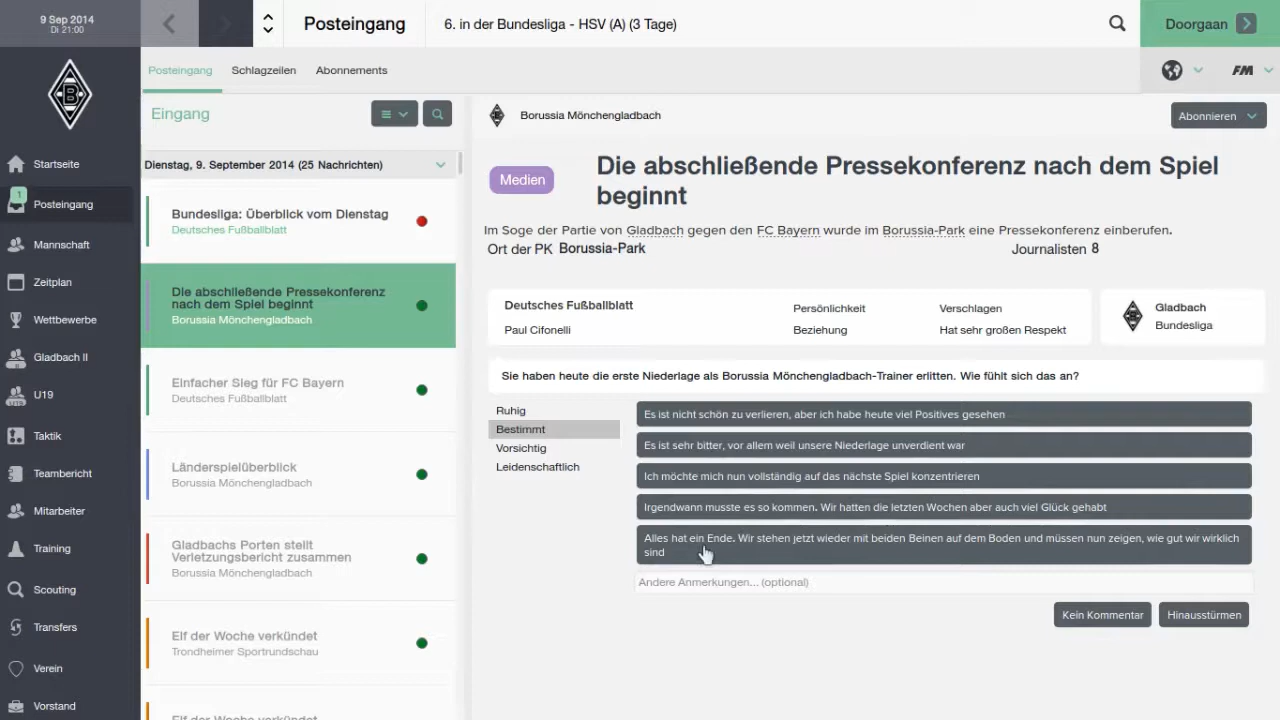 9 Sep 2014
Di 21:00
Posteingang
6. in der Bundesliga - HSV (A) (3 Tage)
Doorgaan
Posteingang
Schlagzeilen
Abonnements
FM
B
Startseite
1
Posteingang
Mannschaft
Zeitplan
Wettbewerbe
Gladbach II
U19
Taktik
Teambericht
Mitarbeiter
Training
Scouting
Transfers
Verein
Vorstand
Eingang
Dienstag, 9. September 2014 (25 Nachrichten)
Bundesliga: Überblick vom Dienstag
Deutsches Fußballblatt
Die abschließende Pressekonferenz
nach dem Spiel beginnt
Borussia Mönchengladbach
Einfacher Sieg für FC Bayern
Deutsches Fußballblatt
Länderspielüberblick
Borussia Mönchengladbach
Gladbachs Porten stellt
Verletzungsbericht zusammen
Borussia Mönchengladbach
Elf der Woche verkündet
Trondheimer Sportrundschau
Elf der Woche verkündet
Borussia Mönchengladbach
Abonnieren
Medien
Die abschließende Pressekonferenz nach dem Spiel
beginnt
Im Soge der Partie von Gladbach gegen den FC Bayern wurde im Borussia-Park eine Pressekonferenz einberufen.
Ort der PK Borussia-Park
Journalisten 8
Deutsches Fußballblatt
Persönlichkeit
Verschlagen
Paul Cifonelli
Beziehung
Hat sehr großen Respekt
Gladbach
Bundesliga
Sie haben heute die erste Niederlage als Borussia Mönchengladbach-Trainer erlitten. Wie fühlt sich das an?
Ruhig
Bestimmt
Vorsichtig
Leidenschaftlich
Es ist nicht schön zu verlieren, aber ich habe heute viel Positives gesehen
Es ist sehr bitter, vor allem weil unsere Niederlage unverdient war
Ich möchte mich nun vollständig auf das nächste Spiel konzentrieren
Irgendwann musste es so kommen. Wir hatten die letzten Wochen aber auch viel Glück gehabt
Alles hat ein Ende. Wir stehen jetzt wieder mit beiden Beinen auf dem Boden und müssen nun zeigen, wie gut wir wirklich
sind
Andere Anmerkungen... (optional)
Kein Kommentar
Hinausstürmen